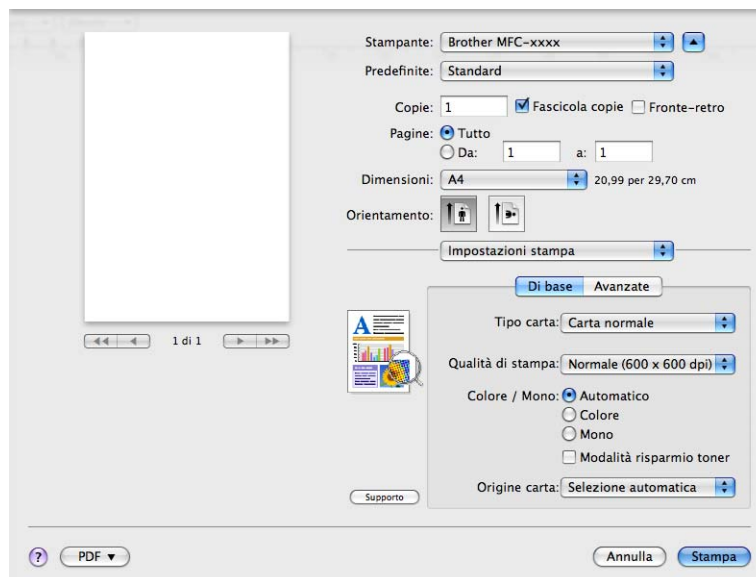 Stampante: Brother MFC-xxxx
Predefinite: Standard
Copie: 1 Fascicola copie Fronte-retro
Pagine: Tutto
Da: 1 a: 1
Dimensioni: A4 20,99 per 29,70 cm
Orientamento:
Impostazioni stampa
Di base Avanzate
1 di 1
Tipo carta: Carta normale
Qualità di stampa: Normale (600 x 600 dpi)
Colore / Mono: Automatico
Colore
Mono
Modalità risparmio toner
Origine carta: Selezione automatica
Supporto
? PDF ▼ Annulla Stampa